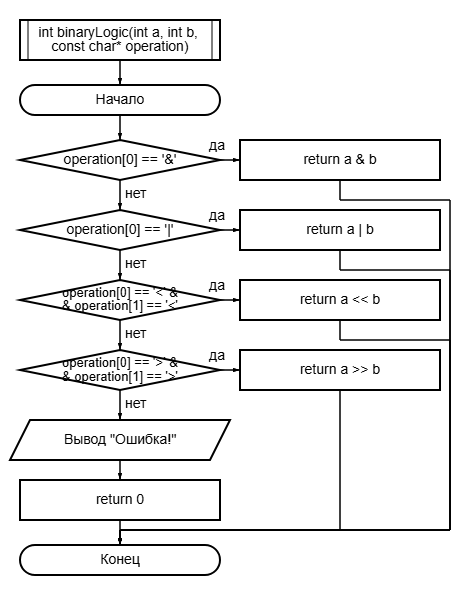 int binaryLogic(int a, int b,
const char* operation)
Начало
operation[0] == '&'
да
return a & b
нет
operation[0] == '|'
да
return a | b
нет
operation[0] == '<' &
& operation[1] == '<'
да
return a << b
нет
operation[0] == '>' &
& operation[1] == '>'
да
return a >> b
нет
Вывод "Ошибка!"
return 0
Конец